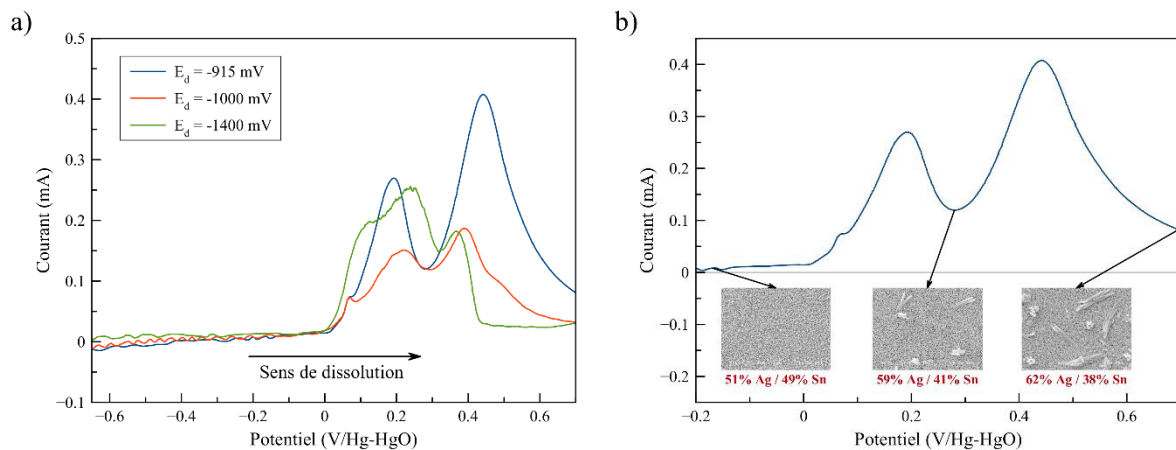 a)
0.5
0.4
0.3
0.2
0.1
0
−0.1
Courant (mA)
E_d = -915 mV
E_d = -1000 mV
E_d = -1400 mV
Sens de dissolution
−0.6 −0.4 −0.2 0 0.2 0.4 0.6
Potentiel (V/Hg-HgO)
b)
0.4
0.3
0.2
0.1
0
−0.1
−0.2
Courant (mA)
51% Ag / 49% Sn
59% Ag / 41% Sn
62% Ag / 38% Sn
−0.2 0 0.2 0.4 0.6
Potentiel (V/Hg-HgO)